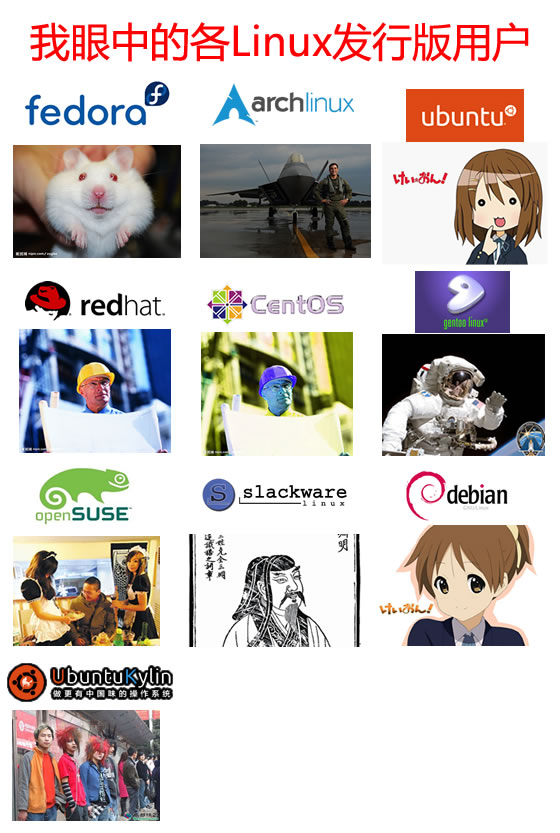 我眼中的各Linux发行版用户
fedora
archlinux
ubuntu
けいおん!
redhat.
CentOS
gentoo linux
openSUSE
slackware
linux
debian
けいおん!
UbuntuKylin
做更有中国味的操作系统